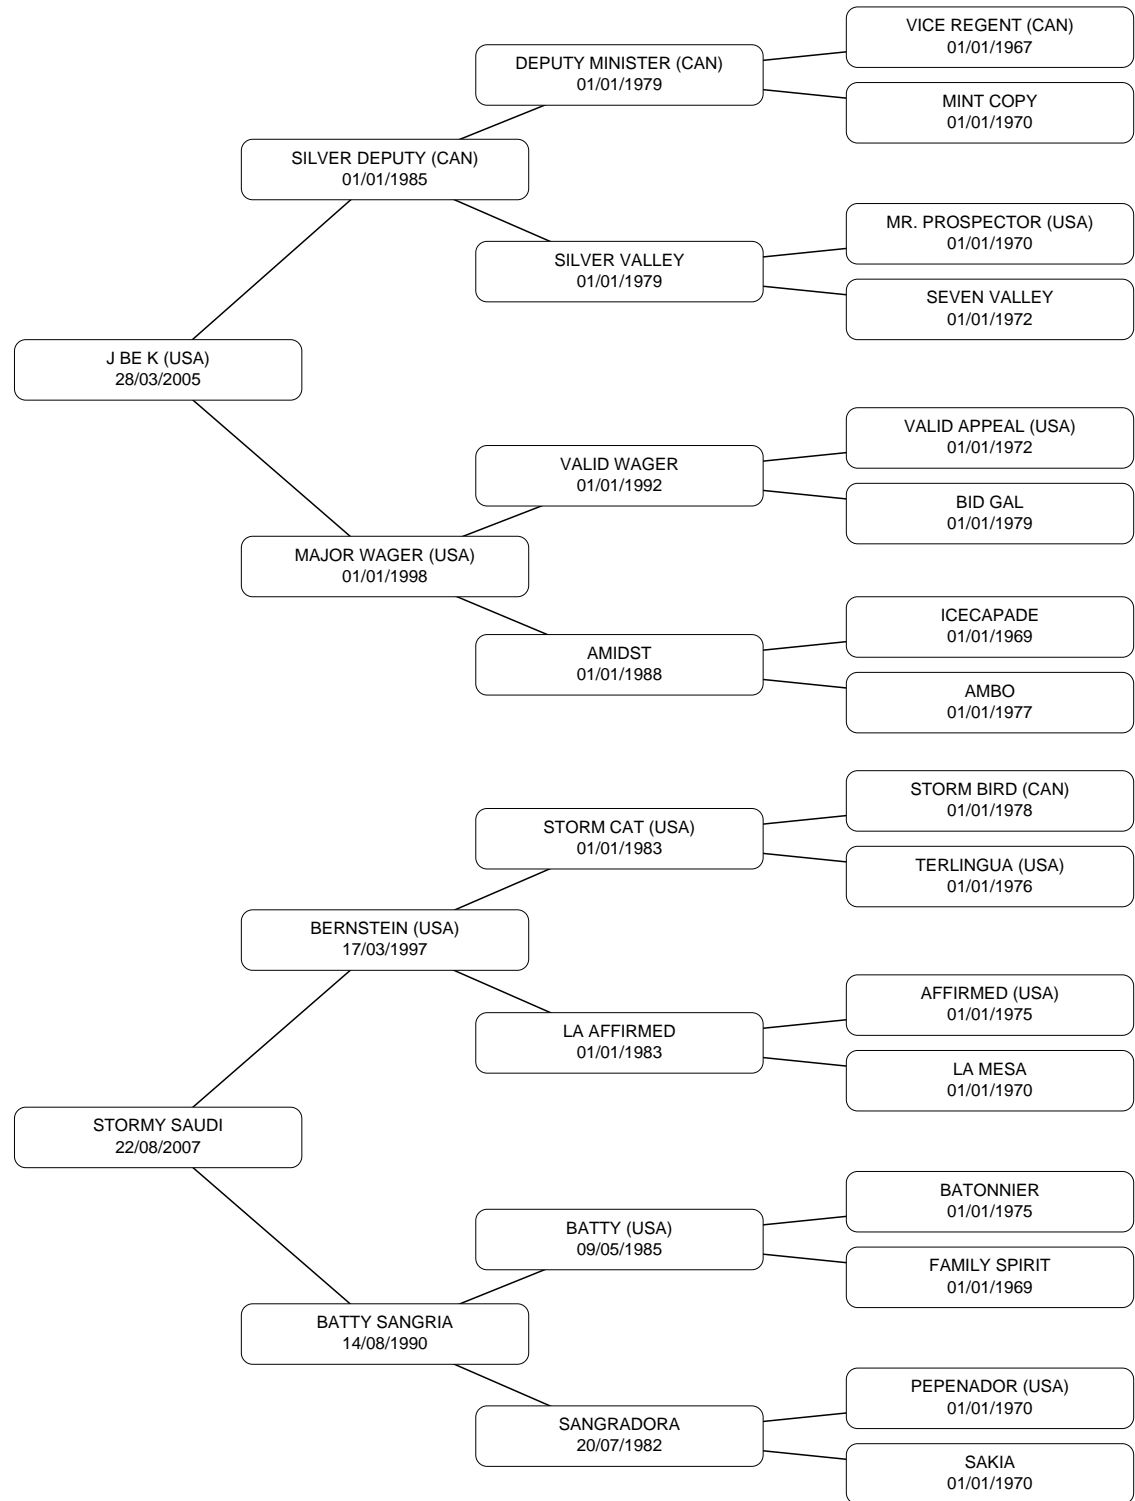 VICE REGENT (CAN)
01/01/1967
DEPUTY MINISTER (CAN)
01/01/1979
MINT COPY
01/01/1970
SILVER DEPUTY (CAN)
01/01/1985
MR. PROSPECTOR (USA)
01/01/1970
SILVER VALLEY
01/01/1979
SEVEN VALLEY
01/01/1972
J BE K (USA)
28/03/2005
VALID APPEAL (USA)
01/01/1972
VALID WAGER
01/01/1992
BID GAL
01/01/1979
MAJOR WAGER (USA)
01/01/1998
ICECAPADE
01/01/1969
AMIDST
01/01/1988
AMBO
01/01/1977
STORM BIRD (CAN)
01/01/1978
STORM CAT (USA)
01/01/1983
TERLINGUA (USA)
01/01/1976
BERNSTEIN (USA)
17/03/1997
AFFIRMED (USA)
01/01/1975
LA AFFIRMED
01/01/1983
LA MESA
01/01/1970
STORMY SAUDI
22/08/2007
BATONNIER
01/01/1975
BATTY (USA)
09/05/1985
FAMILY SPIRIT
01/01/1969
BATTY SANGRIA
14/08/1990
PEPENADOR (USA)
01/01/1970
SANGRADORA
20/07/1982
SAKIA
01/01/1970